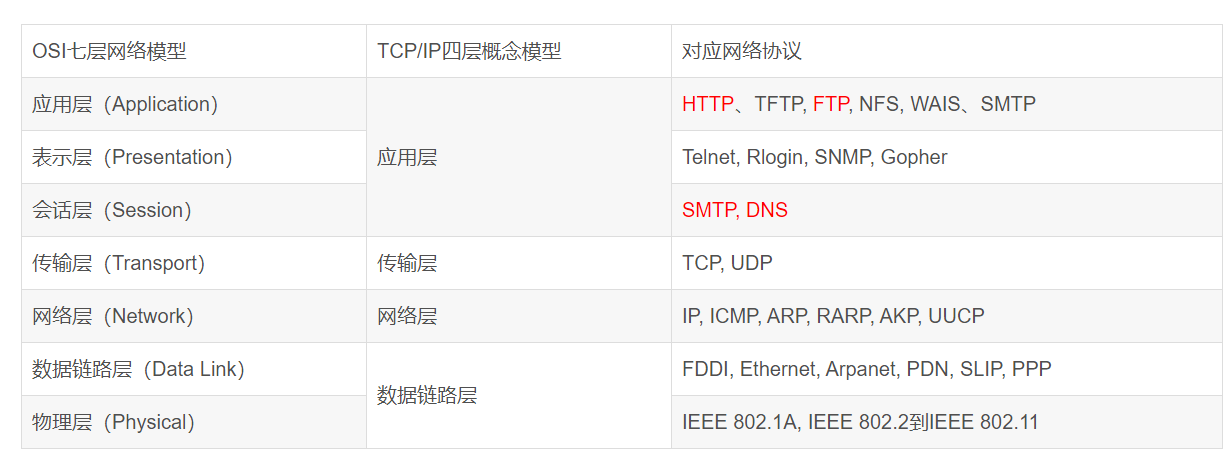 OSI七层网络模型 TCP/IP四层概念模型 对应网络协议
应用层（Application） HTTP、TFTP, FTP, NFS, WAIS、SMTP
表示层（Presentation） 应用层 Telnet, Rlogin, SNMP, Gopher
会话层（Session） SMTP, DNS
传输层（Transport） 传输层 TCP, UDP
网络层（Network） 网络层 IP, ICMP, ARP, RARP, AKP, UUCP
数据链路层（Data Link） FDDI, Ethernet, Arpanet, PDN, SLIP, PPP
数据链路层
物理层（Physical） IEEE 802.1A, IEEE 802.2到IEEE 802.11